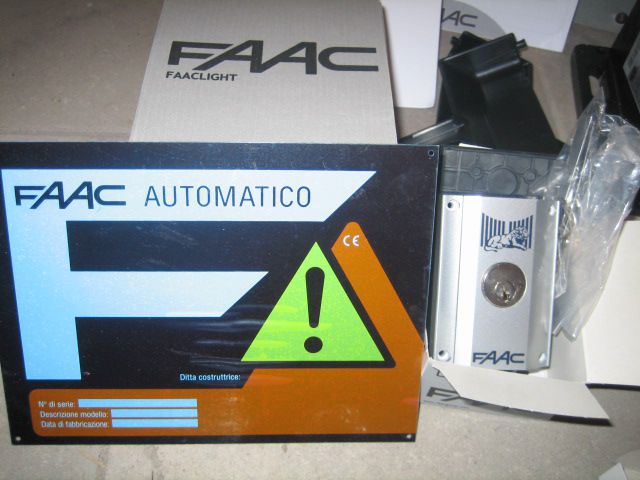 FAAC
FAACLIGHT
FAAC
FAAC AUTOMATICO
CE
Ditta costruttrice:
N° di serie:
Descrizione modello:
Data di fabbricazione:
FAAC